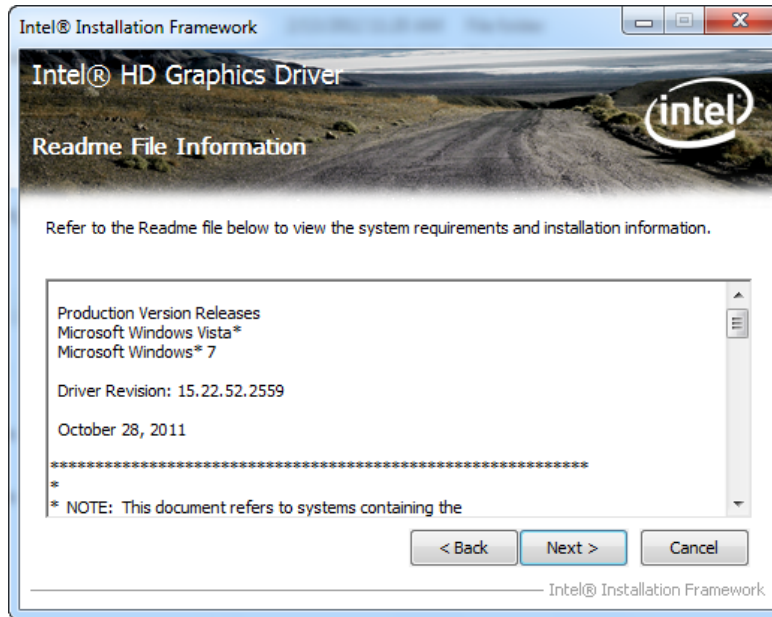 Intel® Installation Framework
Intel® HD Graphics Driver
Readme File Information
(intel)
Refer to the Readme file below to view the system requirements and installation information.
Production Version Releases
Microsoft Windows Vista*
Microsoft Windows* 7
Driver Revision: 15.22.52.2559
October 28, 2011
************************************************************
*
* NOTE: This document refers to systems containing the
< Back
Next >
Cancel
Intel® Installation Framework